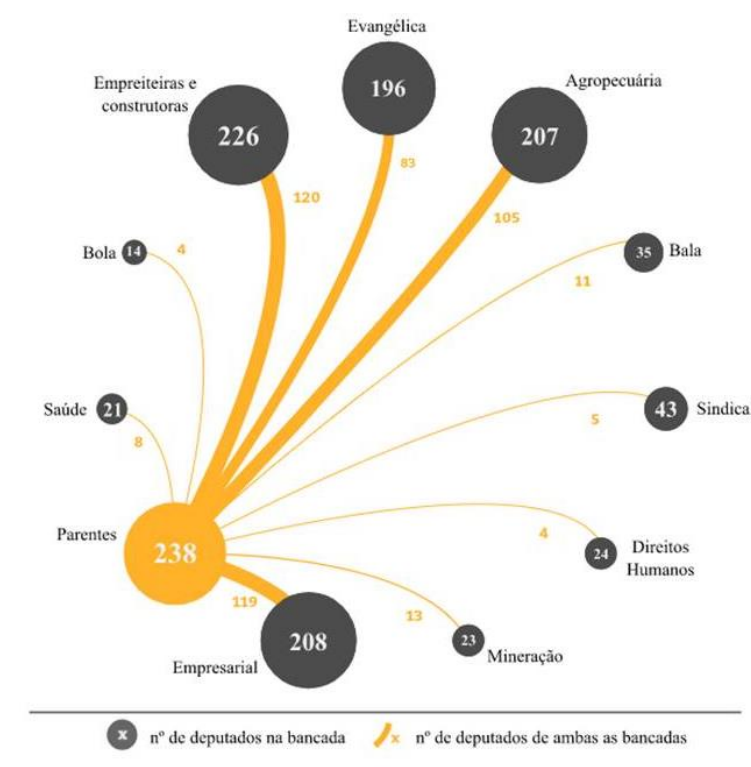 Evangélica
196
83
Empreiteiras e
construtoras
226
120
Agropecuária
207
105
Bola
14
4
35
Bala
11
Saúde
21
8
43
Sindica
5
Parentes
238
24
Direitos
Humanos
4
119
208
Empresarial
13
23
Mineração
x
nº de deputados na bancada
x
nº de deputados de ambas as bancadas